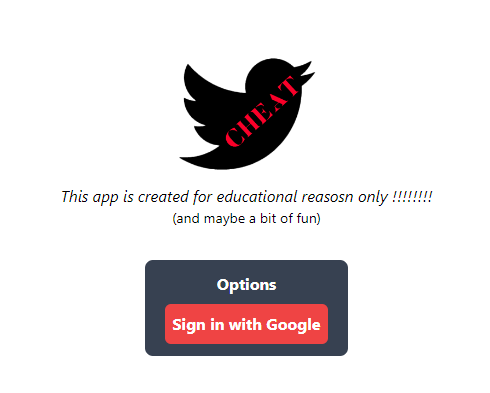 CHEAT
This app is created for educational reasosn only !!!!!!!!
(and maybe a bit of fun)
Options
Sign in with Google